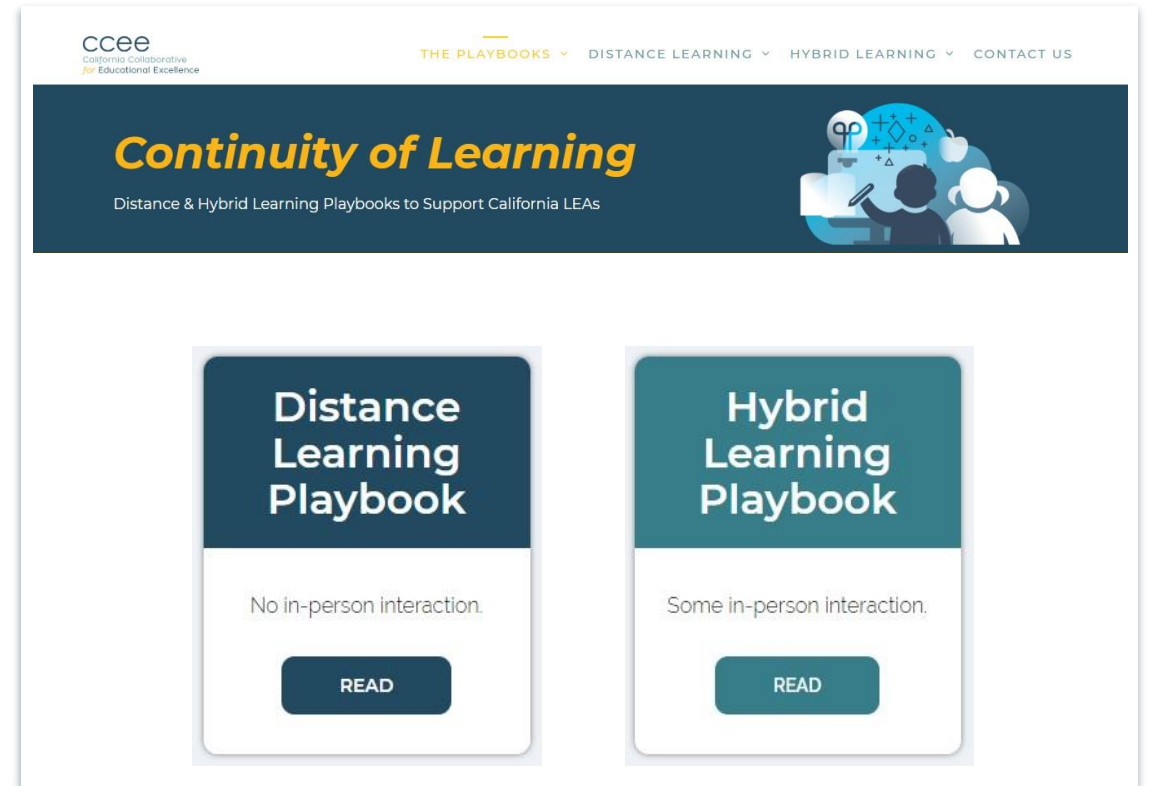 ccee
California Collaborative
for Educational Excellence
THE PLAYBOOKS DISTANCE LEARNING HYBRID LEARNING CONTACT US
Continuity of Learning
Distance & Hybrid Learning Playbooks to Support California LEAs
Distance
Learning
Playbook
No in-person interaction.
READ
Hybrid
Learning
Playbook
Some in-person interaction.
READ